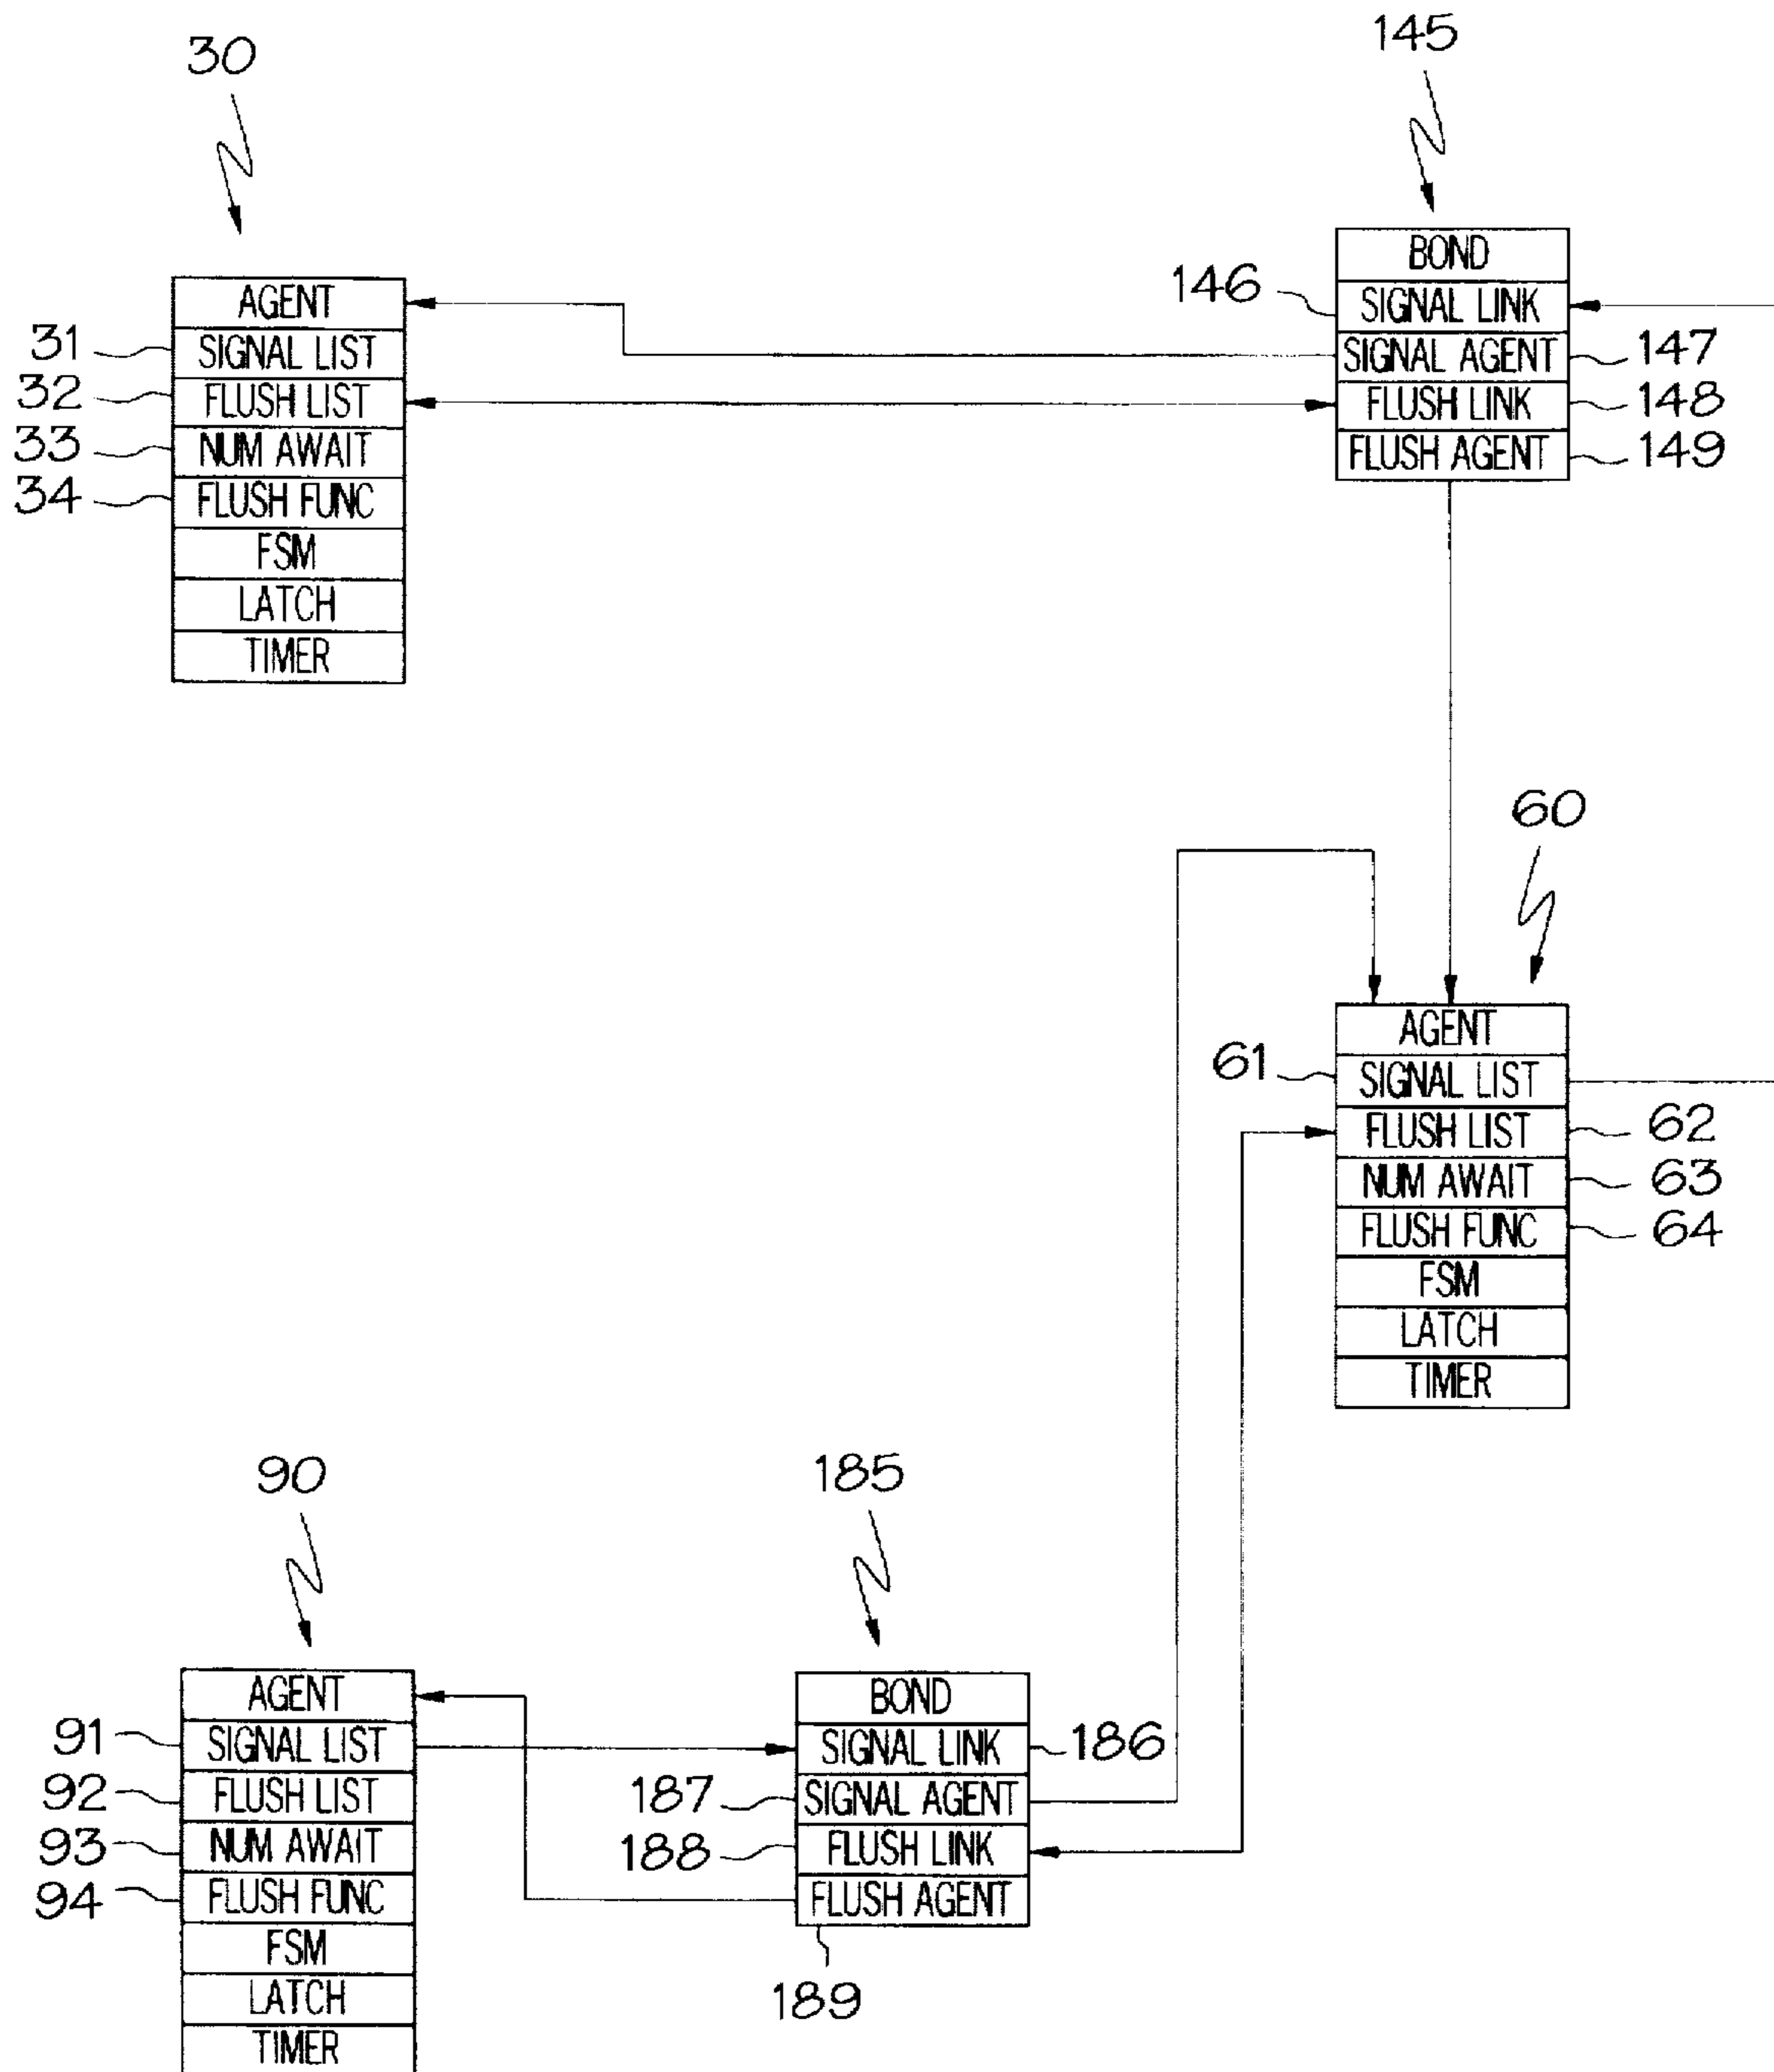 30
145
AGENT
31 SIGNAL LIST
32 FLUSH LIST
33 NUM AWAIT
34 FLUSH FUNC
FSM
LATCH
TIMER
BOND
146 SIGNAL LINK
SIGNAL AGENT 147
FLUSH LINK 148
FLUSH AGENT 149
60
AGENT
61 SIGNAL LIST
FLUSH LIST 62
NUM AWAIT 63
FLUSH FUNC 64
FSM
LATCH
TIMER
90
185
AGENT
91 SIGNAL LIST
92 FLUSH LIST
93 NUM AWAIT
94 FLUSH FUNC
FSM
LATCH
TIMER
BOND
SIGNAL LINK 186
187 SIGNAL AGENT
188 FLUSH LINK
FLUSH AGENT
189